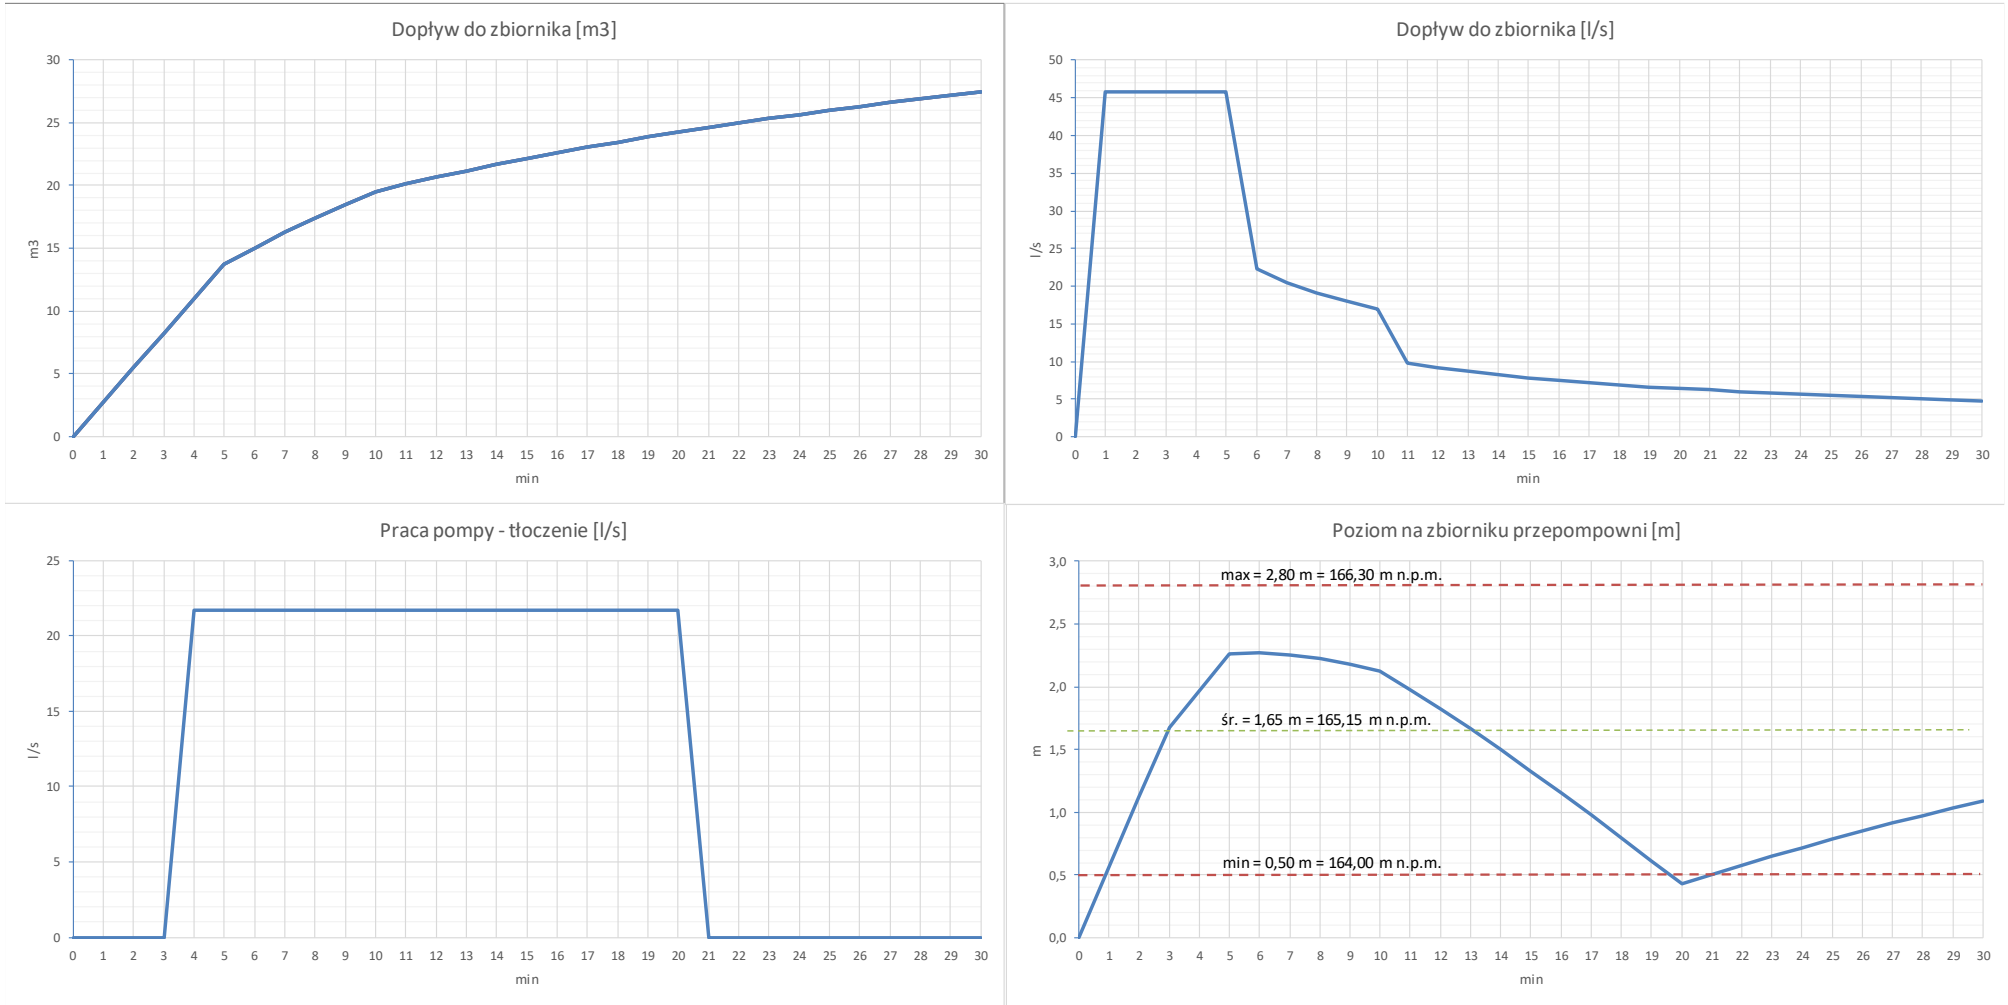 Dopływ do zbiornika [m3]
30
25
20
15
10
5
0
m3
0 1 2 3 4 5 6 7 8 9 10 11 12 13 14 15 16 17 18 19 20 21 22 23 24 25 26 27 28 29 30
min
Dopływ do zbiornika [l/s]
50
45
40
35
30
25
20
15
10
5
0
l/s
0 1 2 3 4 5 6 7 8 9 10 11 12 13 14 15 16 17 18 19 20 21 22 23 24 25 26 27 28 29 30
min
Praca pompy - tłoczenie [l/s]
25
20
15
10
5
0
l/s
0 1 2 3 4 5 6 7 8 9 10 11 12 13 14 15 16 17 18 19 20 21 22 23 24 25 26 27 28 29 30
min
Poziom na zbiorniku przepompowni [m]
3,0
2,5
2,0
1,5
1,0
0,5
0,0
m
max = 2,80 m = 166,30 m n.p.m.
śr. = 1,65 m = 165,15 m n.p.m.
min = 0,50 m = 164,00 m n.p.m.
0 1 2 3 4 5 6 7 8 9 10 11 12 13 14 15 16 17 18 19 20 21 22 23 24 25 26 27 28 29 30
min